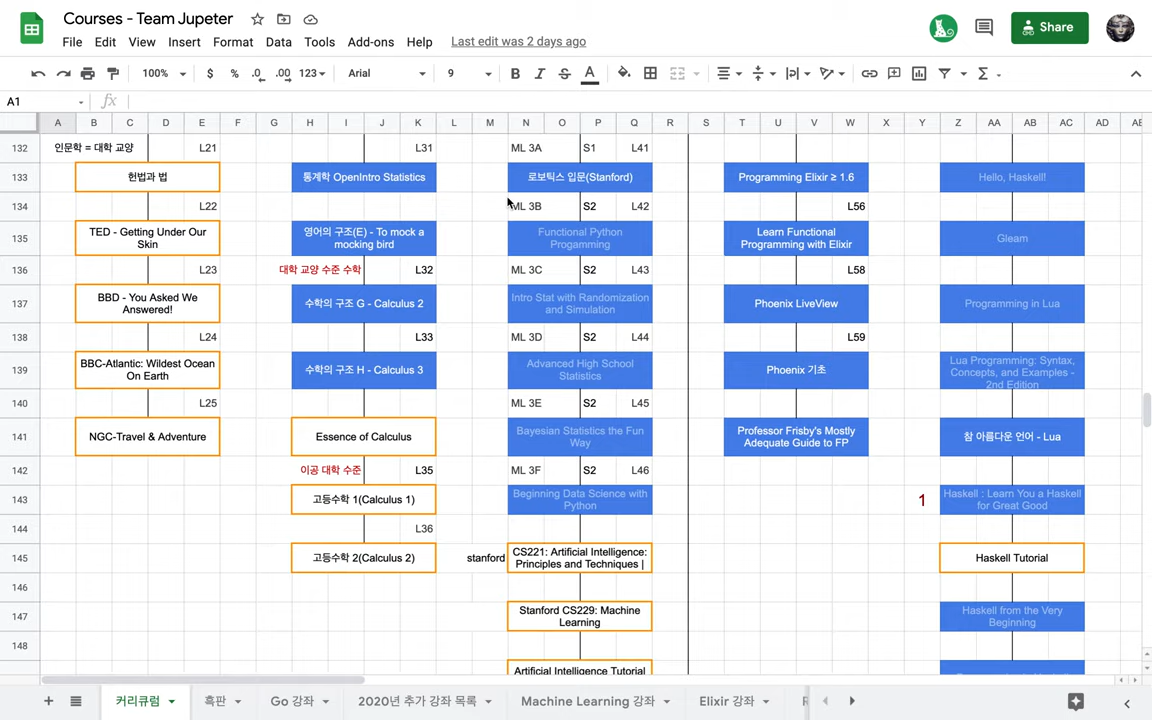 Courses - Team Jupeter
File Edit View Insert Format Data Tools Add-ons Help Last edit was 2 days ago
Share
100% $ % .0 .00 123 Arial 9 B I S A
A1 fx
A B C D E F G H I J K L M N O P Q R S T U V W X Y Z AA AB AC AD
132 인문학 = 대학 교양 L21 L31 ML 3A S1 L41
133 헌법과 법 통계학 OpenIntro Statistics 로보틱스 입문(Stanford) Programming Elixir ≥ 1.6 Hello, Haskell!
134 L22 ML 3B S2 L42 L56
135 TED - Getting Under Our
Skin
영어의 구조(E) - To mock a
mocking bird
Functional Python
Progamming
Learn Functional
Programming with Elixir
Gleam
136 L23 대학 교양 수준 수학 L32 ML 3C S2 L43 L58
137 BBD - You Asked We
Answered!
수학의 구조 G - Calculus 2
Intro Stat with Randomization
and Simulation
Phoenix LiveView
Programming in Lua
138 L24 L33 ML 3D S2 L44 L59
139 BBC-Atlantic: Wildest Ocean
On Earth
수학의 구조 H - Calculus 3
Advanced High School
Statistics
Phoenix 기초
Lua Programming: Syntax,
Concepts, and Examples -
2nd Edition
140 L25 ML 3E S2 L45
141 NGC-Travel & Adventure Essence of Calculus
Bayesian Statistics the Fun
Way
Professor Frisby's Mostly
Adequate Guide to FP
참 아름다운 언어 - Lua
142 이공 대학 수준 L35 ML 3F S2 L46
143 고등수학 1(Calculus 1)
Beginning Data Science with
Python
1
Haskell : Learn You a Haskell
for Great Good
144 L36
145 고등수학 2(Calculus 2) stanford
CS221: Artificial Intelligence:
Principles and Techniques |
Haskell Tutorial
146
147 Stanford CS229: Machine
Learning
Haskell from the Very
Beginning
148
Artificial Intelligence Tutorial
커리큘럼 흑판 Go 강좌 2020년 추가 강좌 목록 Machine Learning 강좌 Elixir 강좌